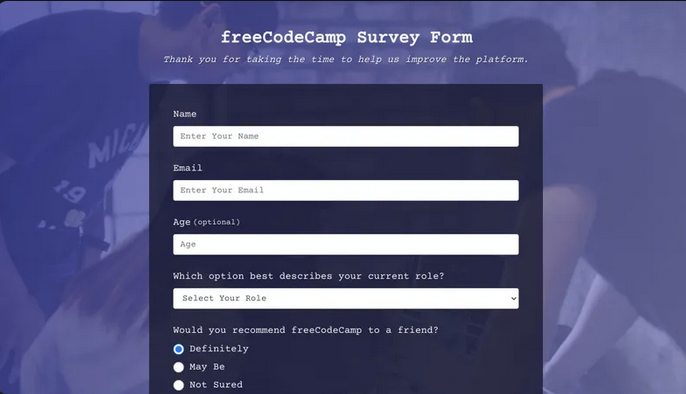 freeCodeCamp Survey Form
Thank you for taking the time to help us improve the platform.
Name
Enter Your Name
Email
Enter Your Email
Age (optional)
Age
Which option best describes your current role?
Select Your Role
Would you recommend freeCodeCamp to a friend?
Definitely
May Be
Not Sured
MICH
19